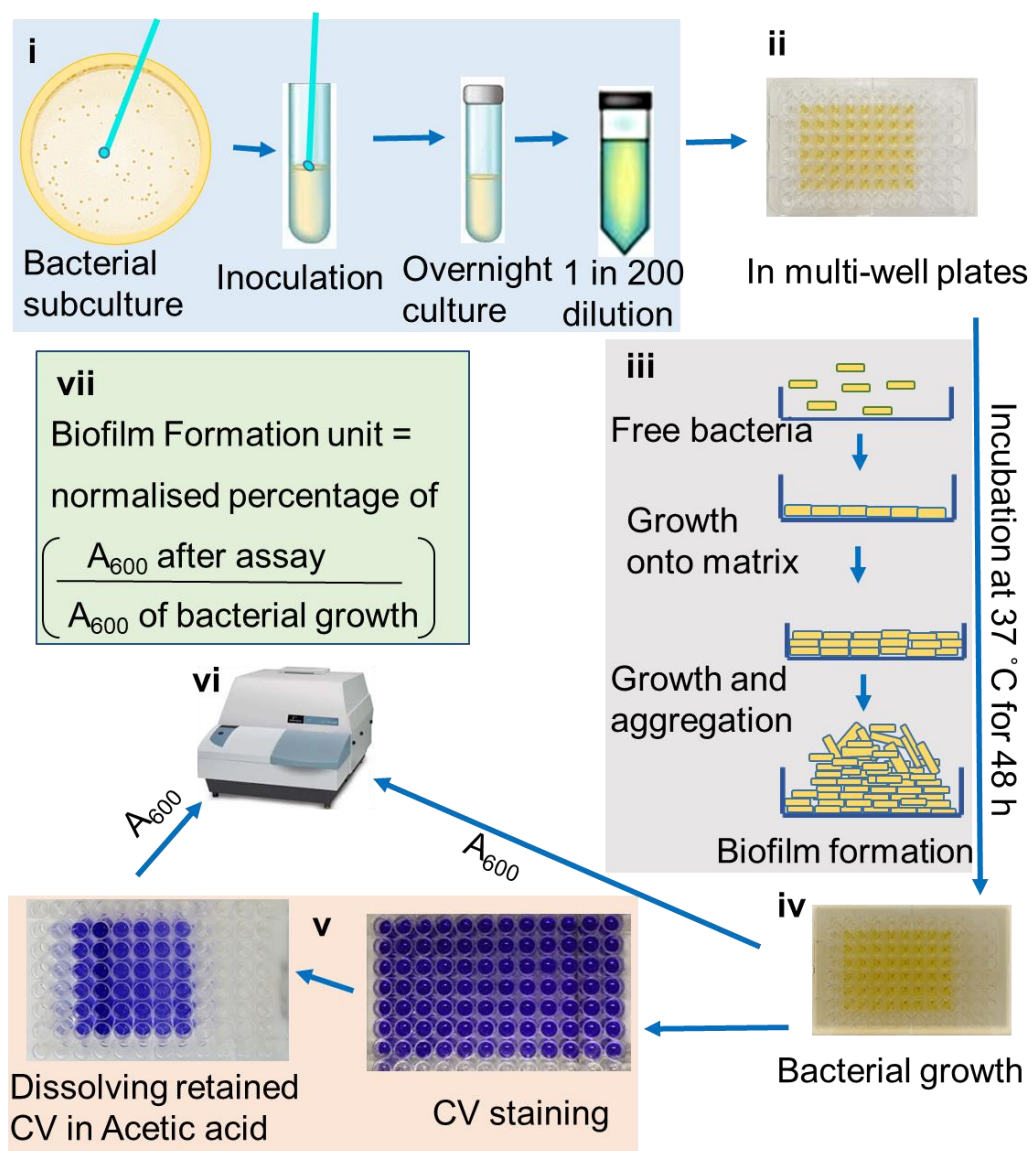 i
Bacterial
subculture
Inoculation
Overnight
culture
1 in 200
dilution
ii
In multi-well plates
Incubation at 37 ˚C for 48 h
iii
Free bacteria
Growth
onto matrix
Growth and
aggregation
Biofilm formation
iv
Bacterial growth
v
CV staining
Dissolving retained
CV in Acetic acid
A600
A600
vi
vii
Biofilm Formation unit =
normalised percentage of
A600 after assay
A600 of bacterial growth